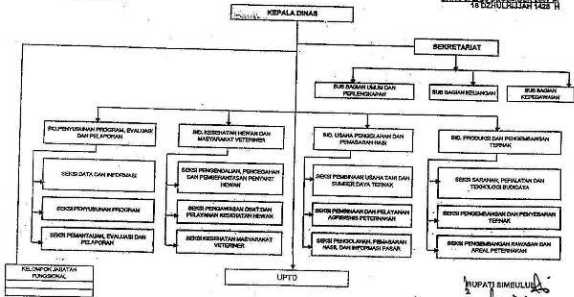 KEPALA DINAS
18 DZHULHIJJAH 1428 H
SEKRETARIAT
SUB BAGIAN UMUM DAN
PERLENGKAPAN
SUB BAGIAN KEUANGAN
SUB BAGIAN
KEPEGAWAIAN
BID. PENYUSUNAN PROGRAM, EVALUASI
DAN PELAPORAN
BID. KESEHATAN HEWAN DAN
MASYARAKAT VETERINER
BID. USAHA PENGOLAHAN DAN
PEMASARAN HASIL
BID. PRODUKSI DAN PENGEMBANGAN
TERNAK
SEKSI DATA DAN INFORMASI
SEKSI PENGENDALIAN, PENCEGAHAN
DAN PEMBERANTASAN PENYAKIT
HEWAN
SEKSI PEMBINAAN USAHA TANI DAN
SUMBER DAYA TERNAK
SEKSI SARANAN, PERALATAN DAN
TEKNOLOGI BUDIDAYA
SEKSI PENYUSUNAN PROGRAM
SEKSI PENGAWASAN OBAT DAN
PELAYANAN KESEHATAN HEWAN
SEKSI PEMBINAAN DAN PELAYANAN
AGRIBISNIS PETERNAKAN
SEKSI PENGEMBANGAN DAN PENYEBARAN
TERNAK
SEKSI PEMANTAUAN, EVALUASI DAN
PELAPORAN
SEKSI KESEHATAN MASYARAKAT
VETERINER
SEKSI PENGOLAHAN, PEMASARAN
HASIL DAN INFORMASI PASAR
SEKSI PENGEMBANGAN KAWASAN DAN
AREAL PETERNAKAN
KELOMPOK JABATAN
FUNGSIONAL
UPTD
BUPATI SIMEULUE